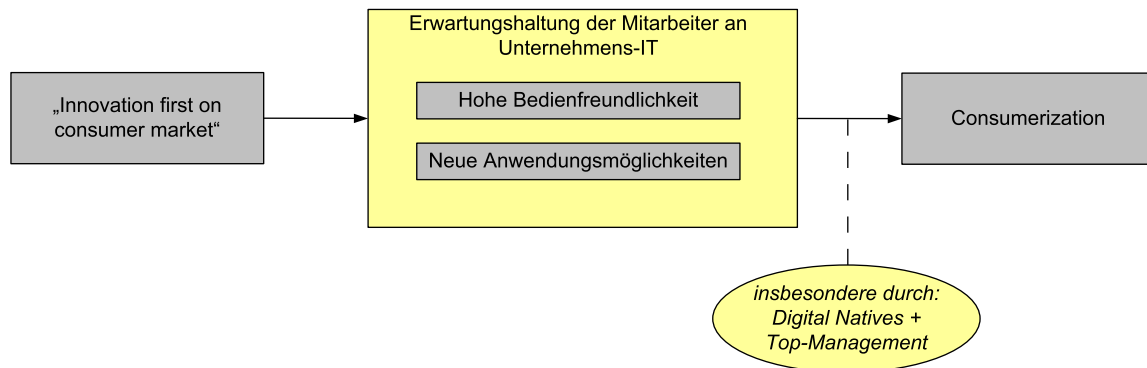 „Innovation first on
consumer market“
Erwartungshaltung der Mitarbeiter an
Unternehmens-IT
Hohe Bedienfreundlichkeit
Neue Anwendungsmöglichkeiten
Consumerization
insbesondere durch:
Digital Natives +
Top-Management